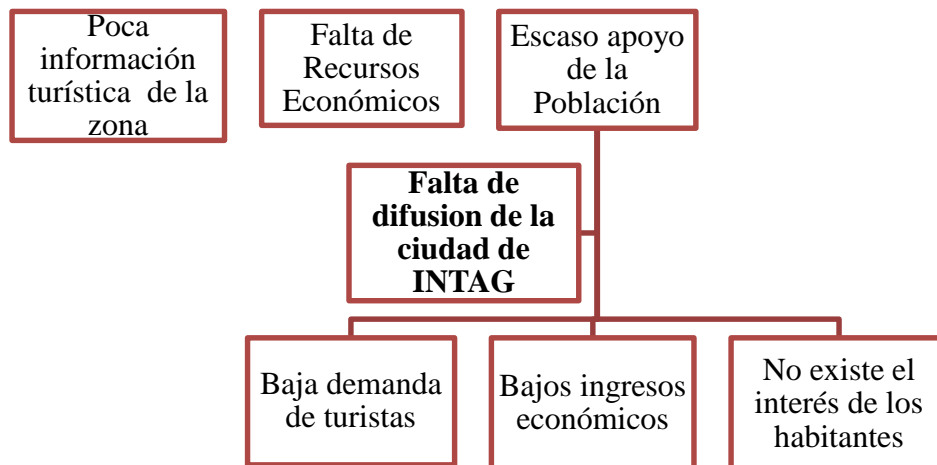 Poca
información
turística de la
zona
Falta de
Recursos
Económicos
Escaso apoyo
de la
Población
Falta de
difusion de la
ciudad de
INTAG
Baja demanda
de turistas
Bajos ingresos
económicos
No existe el
interés de los
habitantes